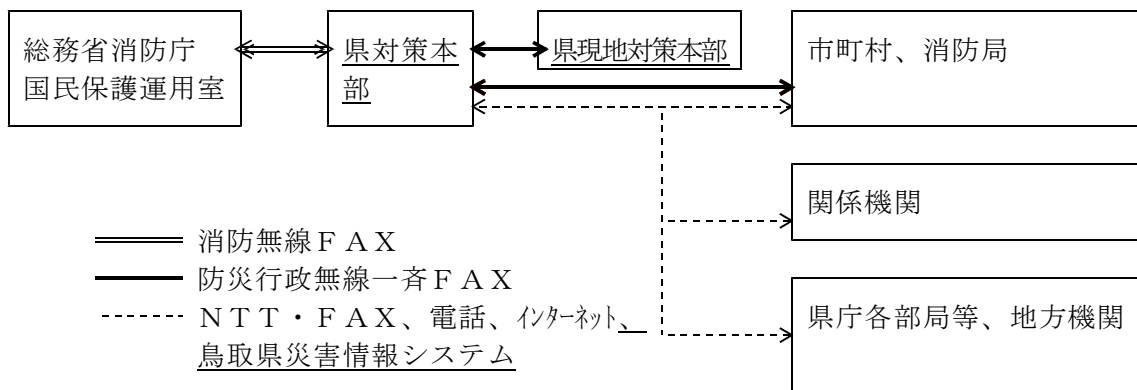 総務省消防庁
国民保護運用室
県対策本
部
県現地対策本部
市町村、消防局
関係機関
県庁各部局等、地方機関
消防無線ＦＡＸ
防災行政無線一斉ＦＡＸ
ＮＴＴ・ＦＡＸ、電話、ｲﾝﾀｰﾈｯﾄ、
鳥取県災害情報システム